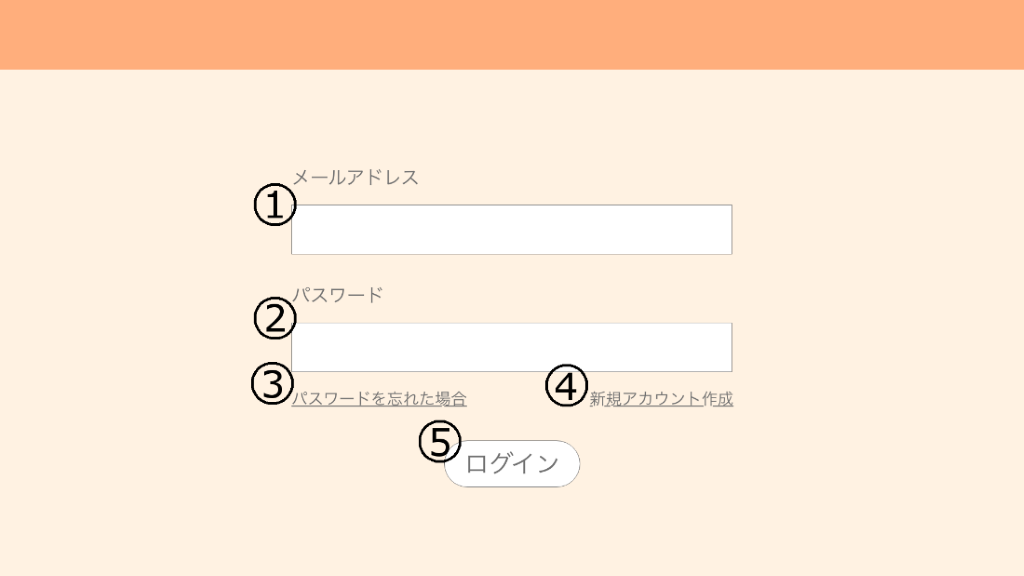 メールアドレス
①
パスワード
②
③ パスワードを忘れた場合 ④ 新規アカウント作成
⑤ ログイン